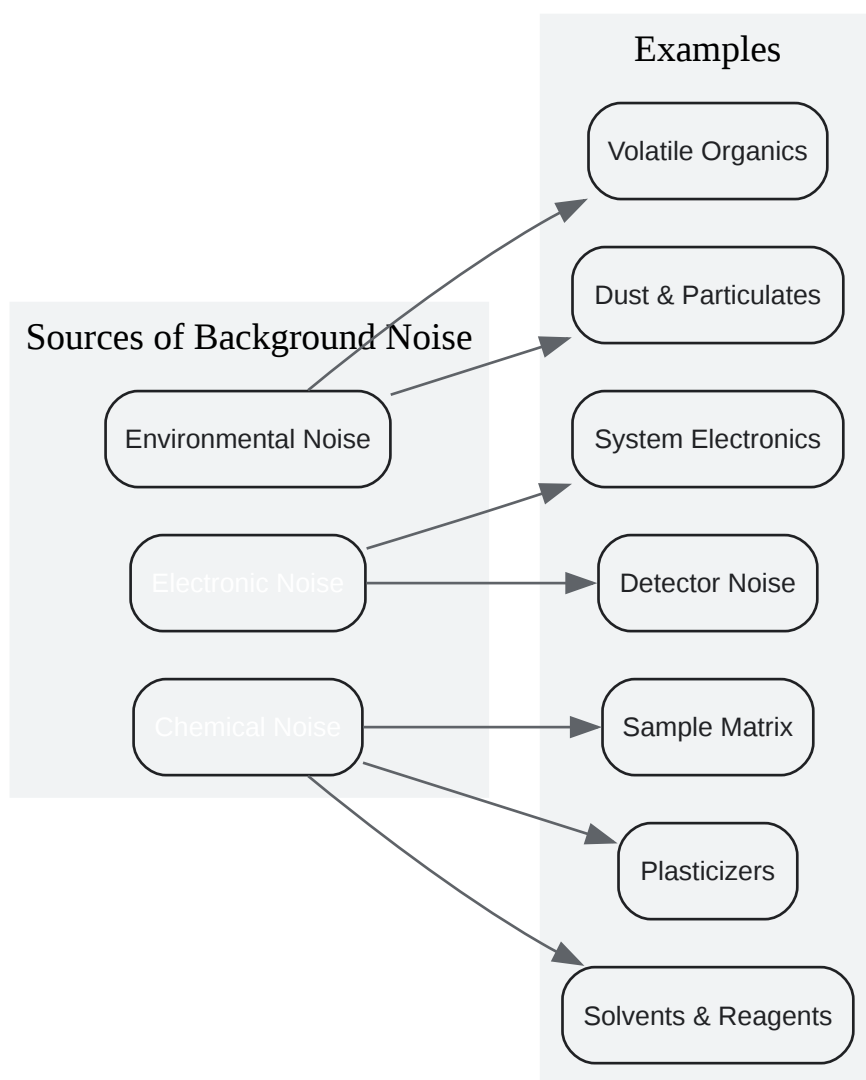 Examples
Volatile Organics
Dust & Particulates
Sources of Background Noise
Environmental Noise
System Electronics
Electronic Noise
Detector Noise
Chemical Noise
Sample Matrix
Plasticizers
Solvents & Reagents